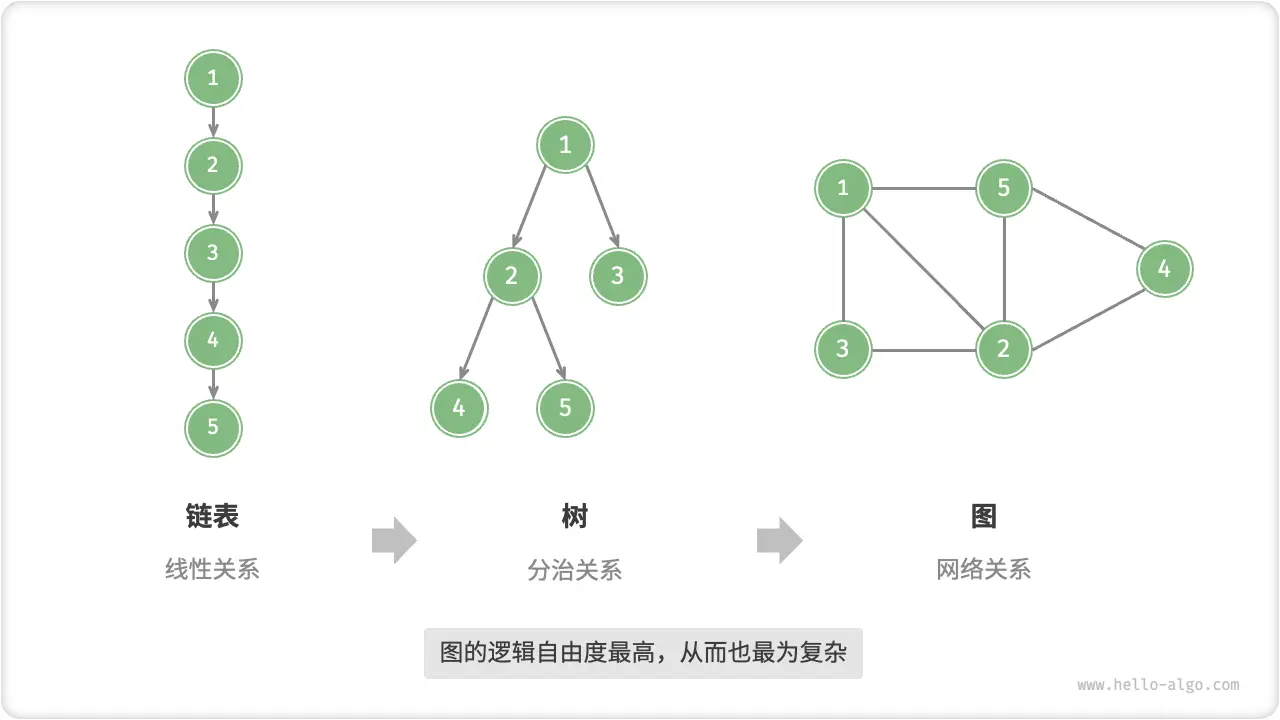 1
2
3
4
5
1
2
3
4
5
1
5
4
3
2
链表
线性关系
树
分治关系
图
网络关系
图的逻辑自由度最高，从而也最为复杂
www.hello-algo.com